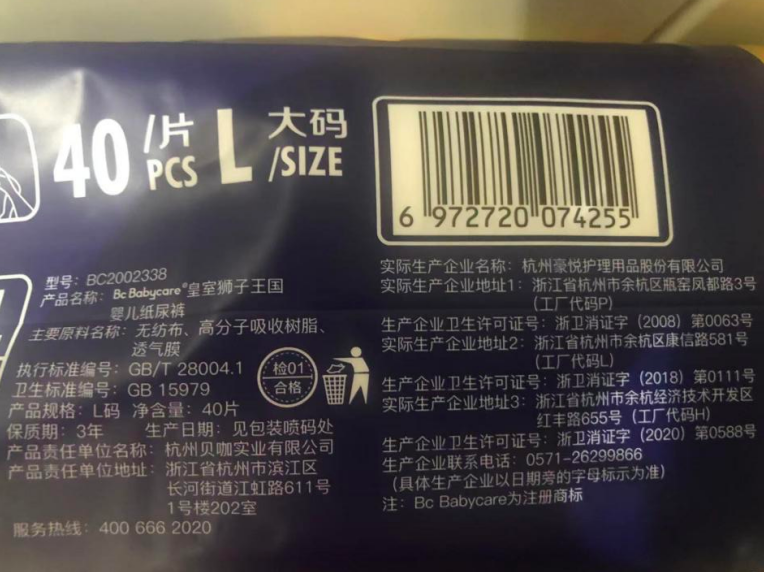 40 /片 PCS L 大码 /SIZE
6 972720 074255
型号: BC2002338
产品名称: Bc Babycare®皇室狮子王国
婴儿纸尿裤
主要原料名称: 无纺布、高分子吸收树脂、
透气膜
执行标准编号: GB/T 28004.1
卫生标准编号: GB 15979
产品规格: L码 净含量: 40片
保质期: 3年 生产日期: 见包装喷码处
产品责任单位名称: 杭州贝咖实业有限公司
产品责任单位地址: 浙江省杭州市滨江区
长河街道江虹路611号
1号楼202室
服务热线: 400 666 2020
检01
合格
实际生产企业名称: 杭州豪悦护理用品股份有限公司
实际生产企业地址1: 浙江省杭州市余杭区瓶窑凤都路3号
(工厂代码P)
生产企业卫生许可证号: 浙卫消证字 (2008) 第0063号
实际生产企业地址2: 浙江省杭州市余杭区康信路581号
(工厂代码L)
生产企业卫生许可证号: 浙卫消证字 (2018) 第0111号
实际生产企业地址3: 浙江省杭州市余杭经济技术开发区
红丰路655号 (工厂代码H)
生产企业卫生许可证号: 浙卫消证字 (2020) 第0588号
生产企业联系电话: 0571-26299866
(具体生产企业以日期旁的字母标示为准)
注: Bc Babycare为注册商标